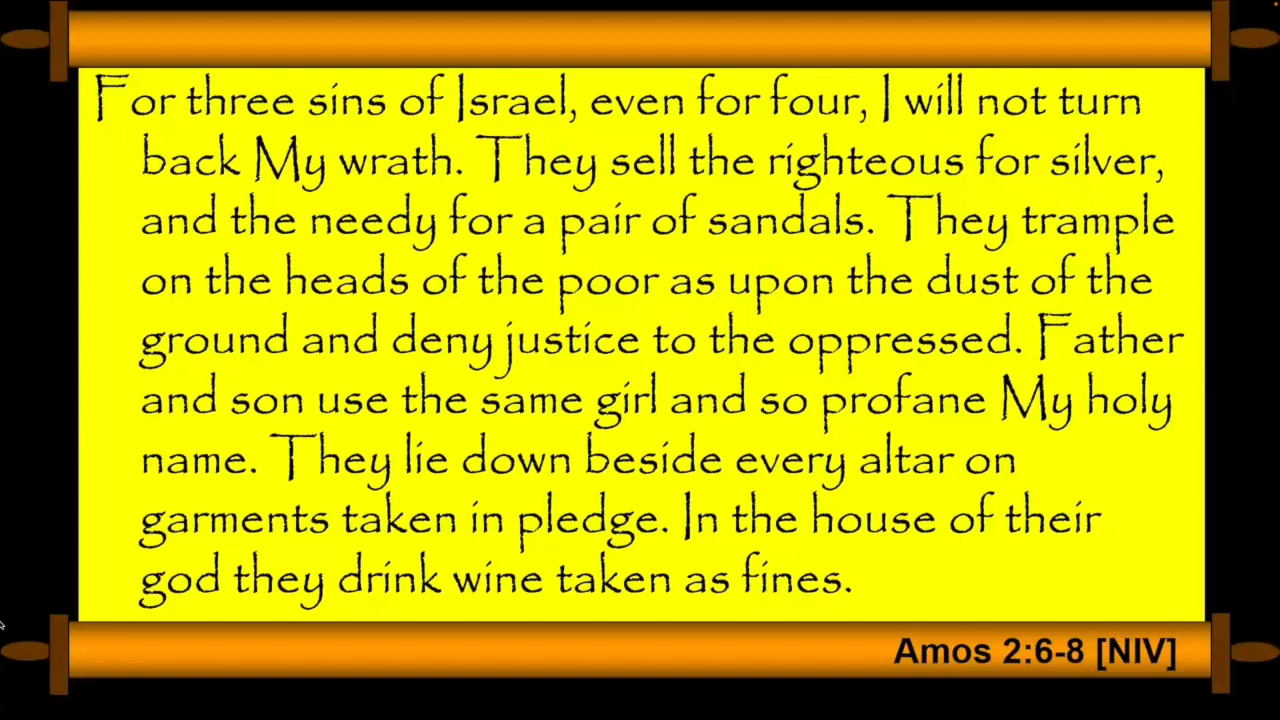 For three sins of Israel, even for four, I will not turn
back My wrath. They sell the righteous for silver,
and the needy for a pair of sandals. They trample
on the heads of the poor as upon the dust of the
ground and deny justice to the oppressed. Father
and son use the same girl and so profane My holy
name. They lie down beside every altar on
garments taken in pledge. In the house of their
god they drink wine taken as fines.
Amos 2:6-8 [NIV]